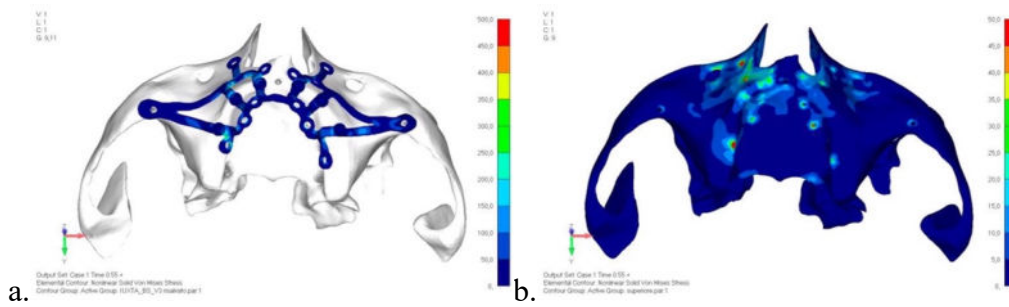 V:1
L:1
C:1
G: 9,11
500,0
450,0
400,0
350,0
300,0
250,0
200,0
150,0
100,0
50,0
0,
Output Set: Case 1 Time 0.55
Elemental Contour: Nonlinear Solid Von Mises Stress
a.
V:1
L:1
C:1
G: 9
50,0
45,0
40,0
35,0
30,0
25,0
20,0
15,0
10,0
5,0
0,
Output Set: Case 1 Time 0.55
Elemental Contour: Nonlinear Solid Von Mises Stress
Contour Group: Active Group, superiore.par:1
b.